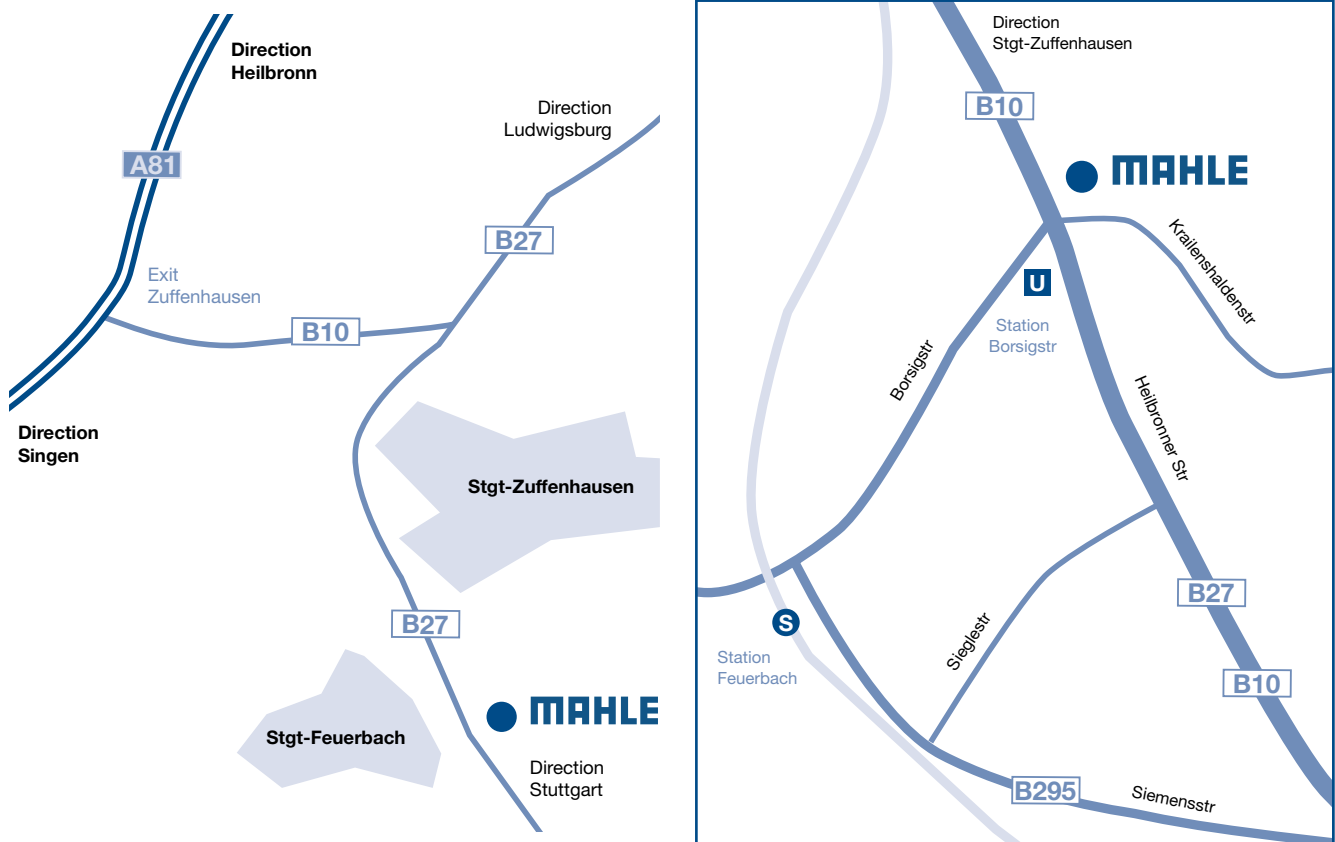 Direction
Heilbronn
Direction
Ludwigsburg
A81
B27
Exit
Zuffenhausen
B10
Direction
Singen
Stgt-Zuffenhausen
B27
MAHLE
Stgt-Feuerbach
Direction
Stuttgart
Direction
Stgt-Zuffenhausen
B10
MAHLE
Krailenshaldenstr
U
Station
Borsigstr
Borsigstr
Heilbronner Str
B27
S
Sieglestr
Station
Feuerbach
B10
B295
Siemensstr